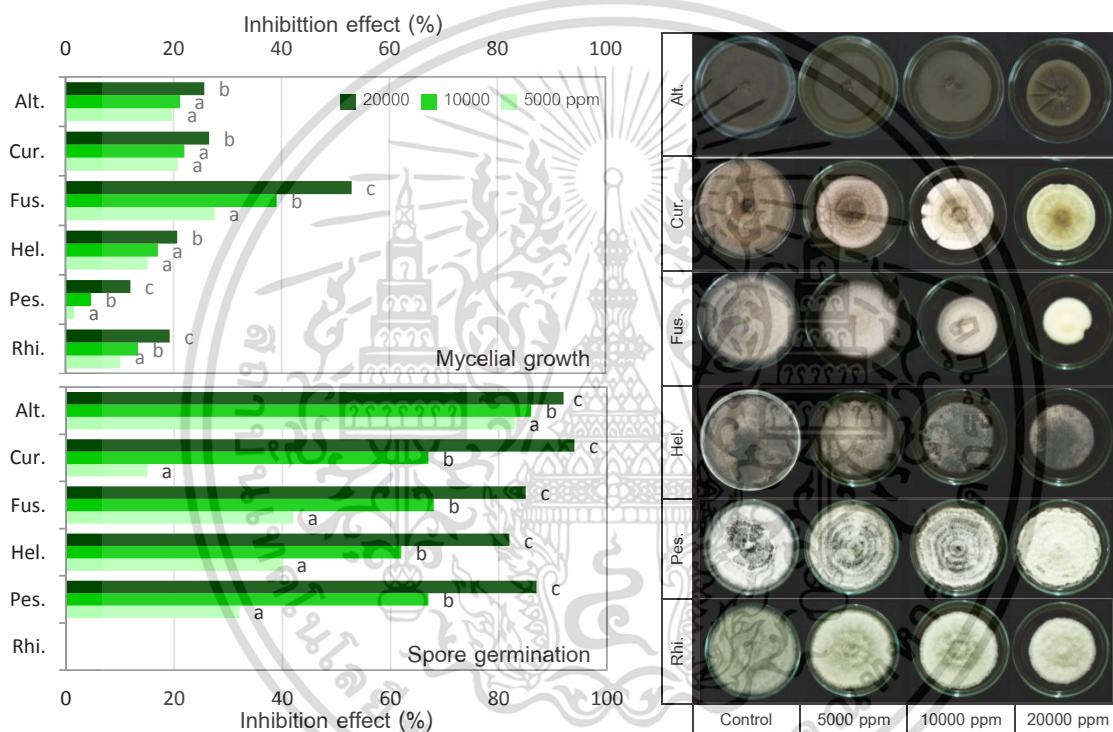 Inhibittion effect (%)
0 20 40 60 80 100
20000 10000 5000 ppm
Alt. b a a
Cur. b a a
Fus. c b a
Hel. b a a
Pes. c b a
Rhi. c b a
Mycelial growth
Alt. c b a
Cur. c b a
Fus. c b a
Hel. c b a
Pes. c b a
Rhi.
Spore germination
0 20 40 60 80 100
Inhibition effect (%)
Alt.
Cur.
Fus.
Hel.
Pes.
Rhi.
Control 5000 ppm 10000 ppm 20000 ppm